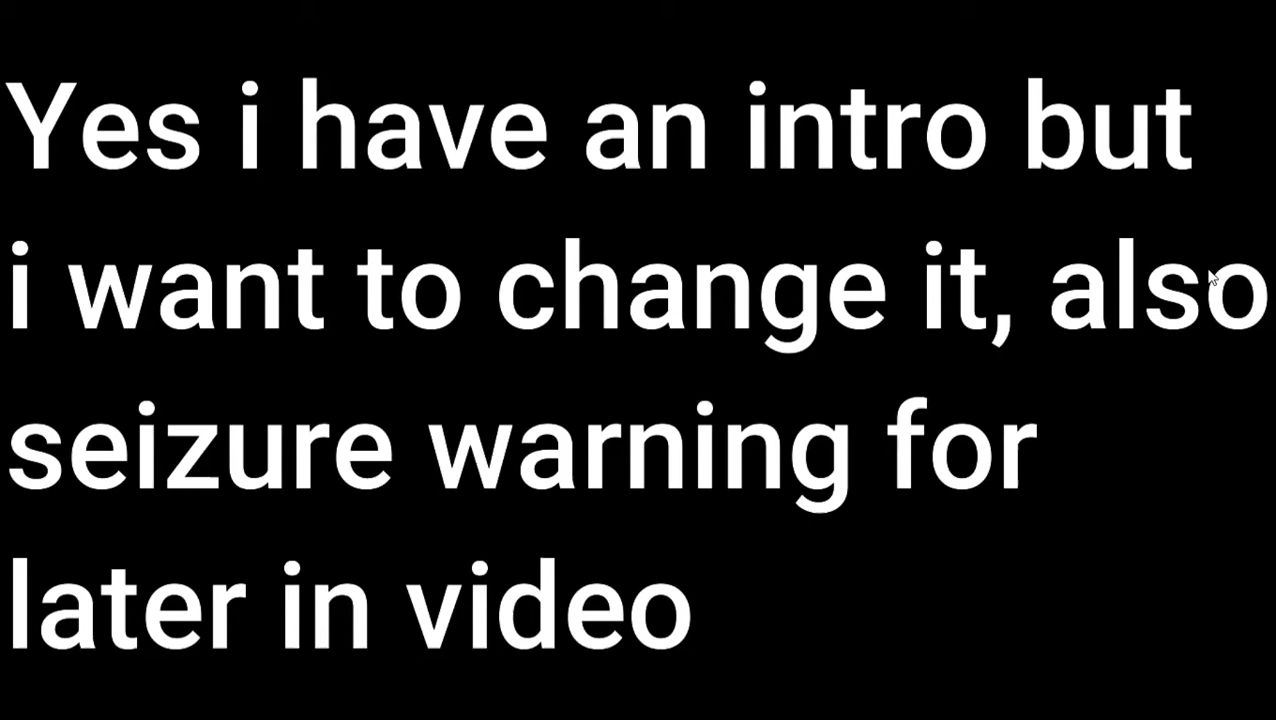 Yes i have an intro but
i want to change it, also
seizure warning for
later in video